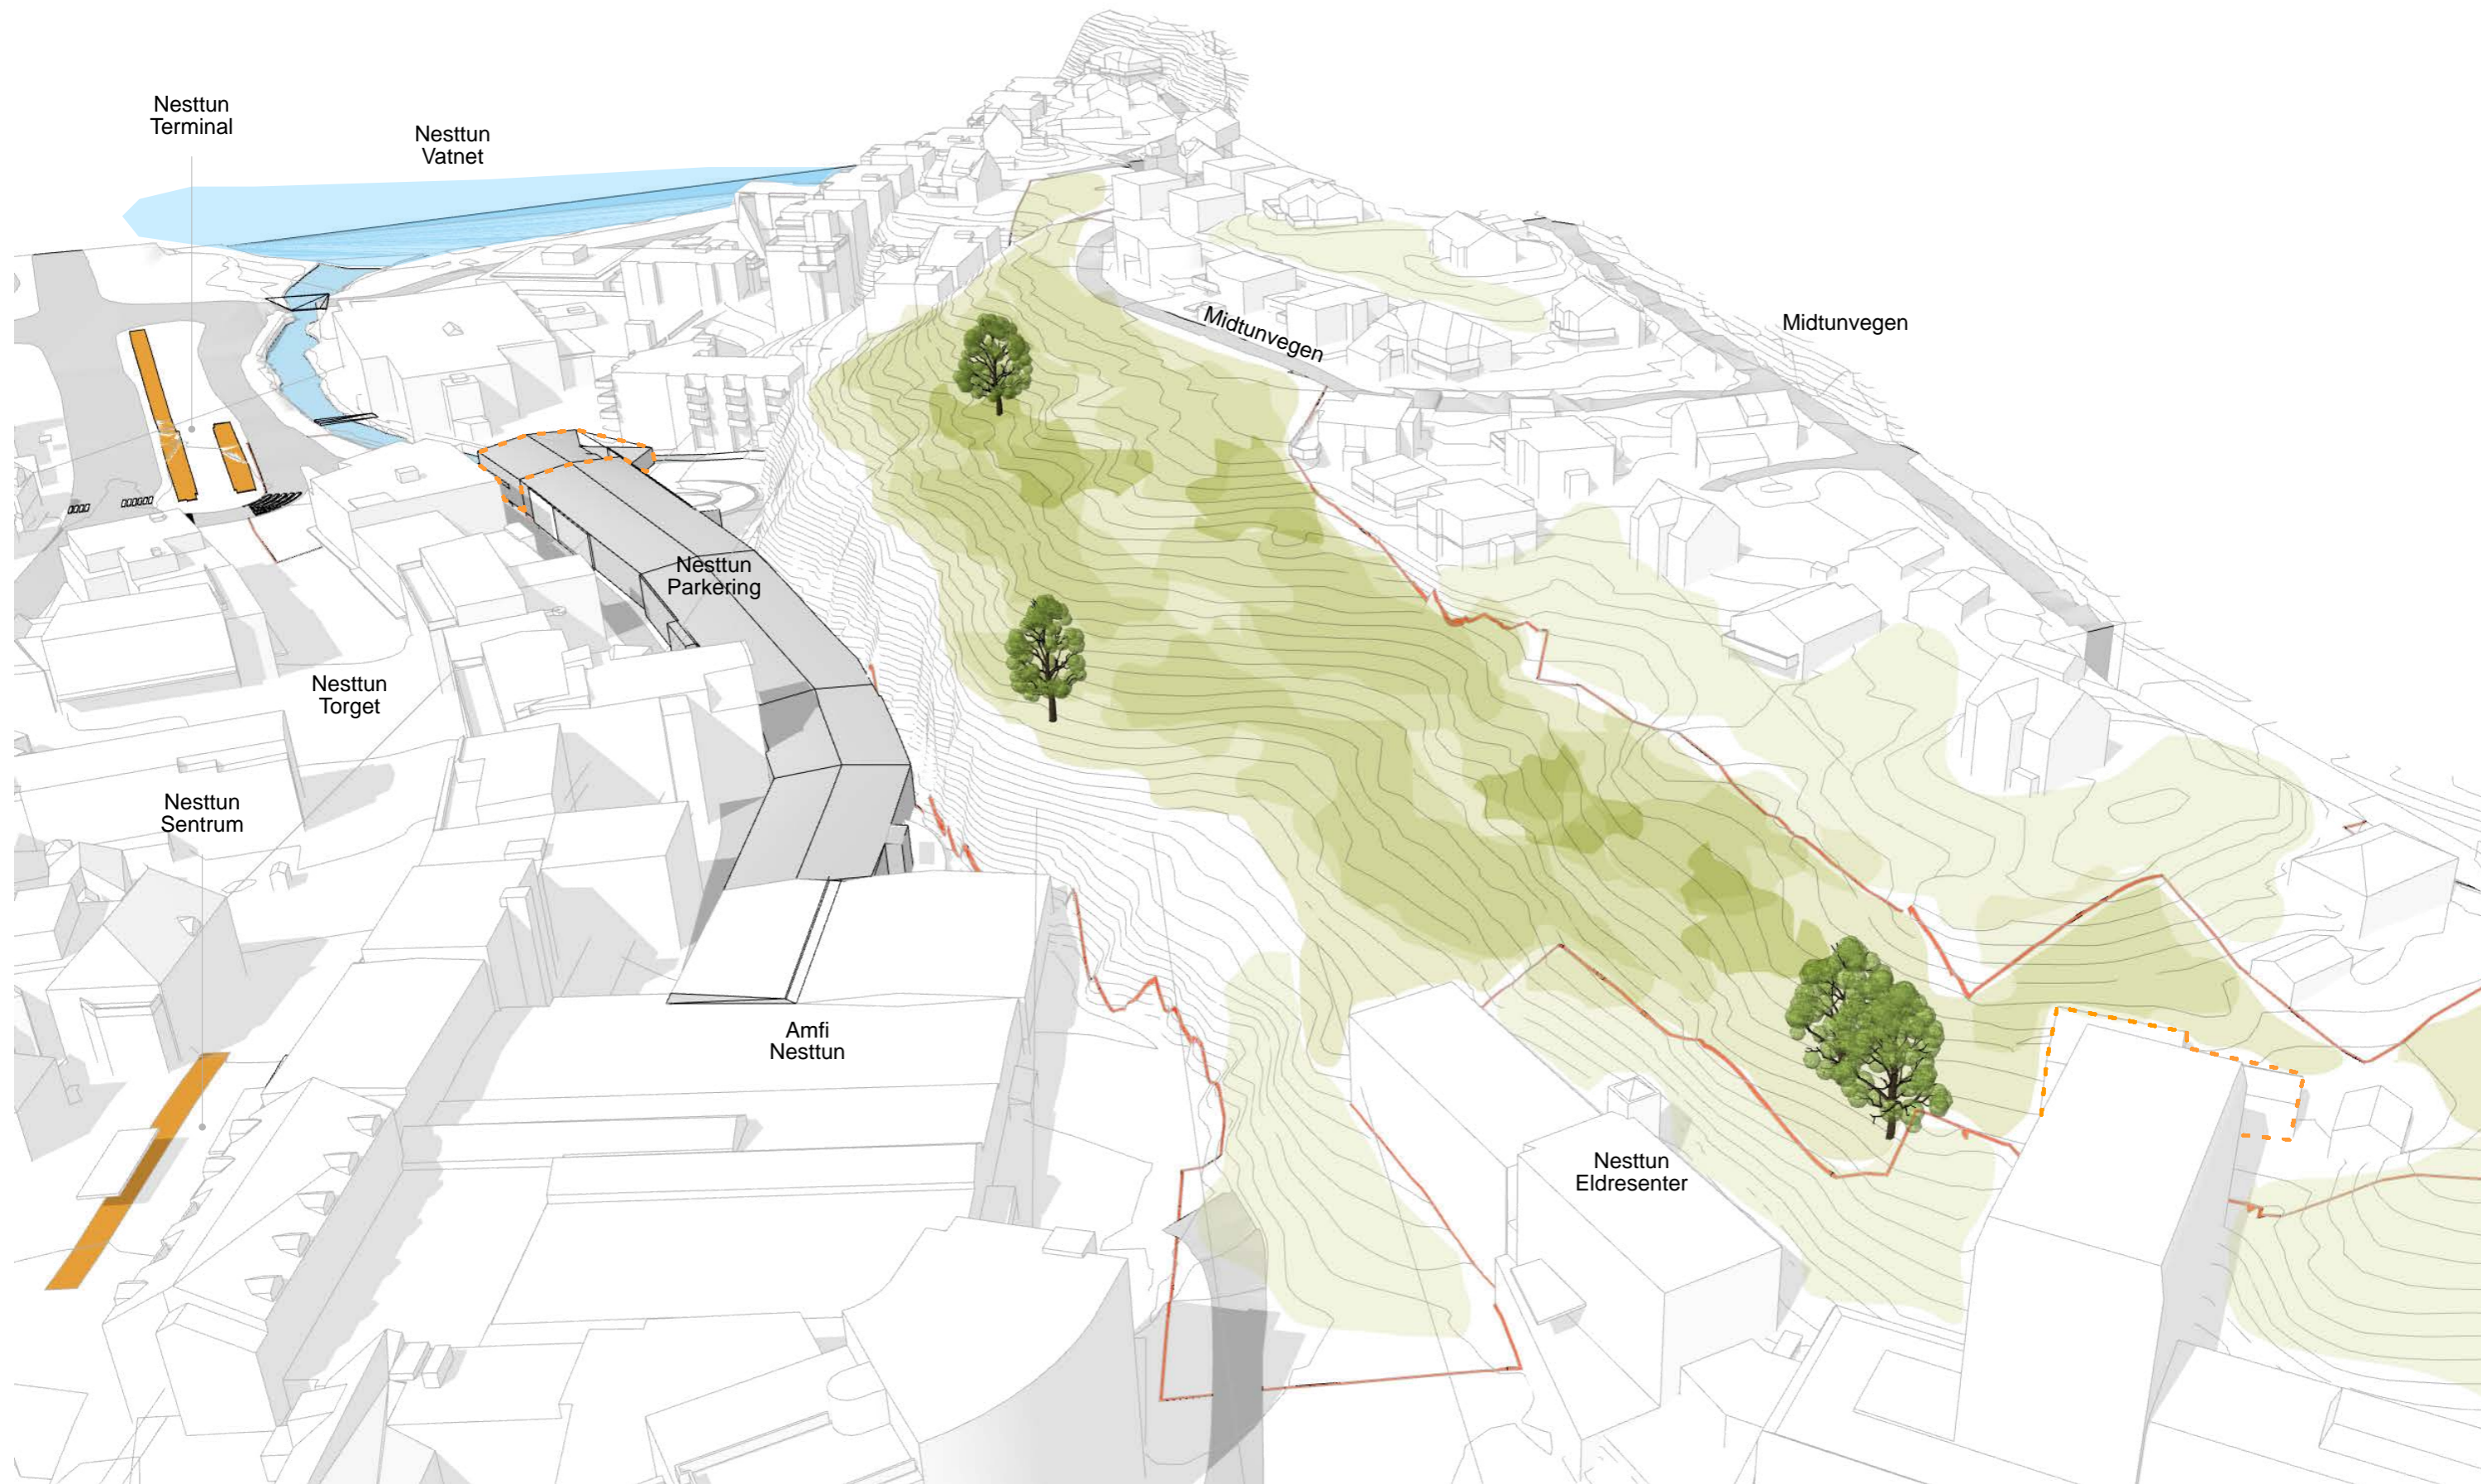 Nesttun
Terminal
Nesttun
Vatnet
Midtunvegen
Midtunvegen
Nesttun
Parkering
Nesttun
Torget
Nesttun
Sentrum
Amfi
Nesttun
Nesttun
Eldresenter